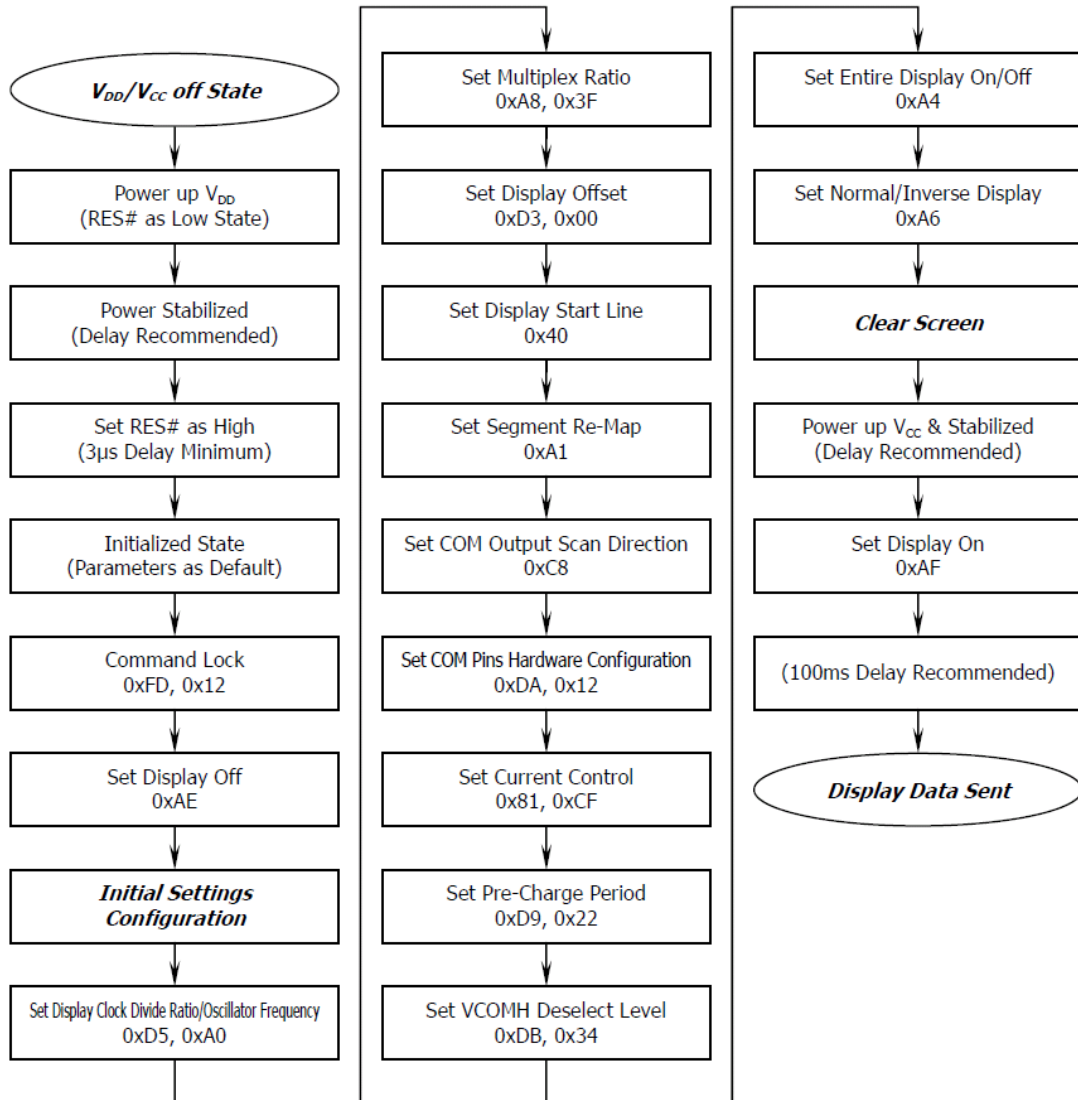 V_DD/V_CC off State
Power up V_DD
(RES# as Low State)
Power Stabilized
(Delay Recommended)
Set RES# as High
(3μs Delay Minimum)
Initialized State
(Parameters as Default)
Command Lock
0xFD, 0x12
Set Display Off
0xAE
Initial Settings
Configuration
Set Display Clock Divide Ratio/Oscillator Frequency
0xD5, 0xA0
Set Multiplex Ratio
0xA8, 0x3F
Set Display Offset
0xD3, 0x00
Set Display Start Line
0x40
Set Segment Re-Map
0xA1
Set COM Output Scan Direction
0xC8
Set COM Pins Hardware Configuration
0xDA, 0x12
Set Current Control
0x81, 0xCF
Set Pre-Charge Period
0xD9, 0x22
Set VCOMH Deselect Level
0xDB, 0x34
Set Entire Display On/Off
0xA4
Set Normal/Inverse Display
0xA6
Clear Screen
Power up V_CC & Stabilized
(Delay Recommended)
Set Display On
0xAF
(100ms Delay Recommended)
Display Data Sent